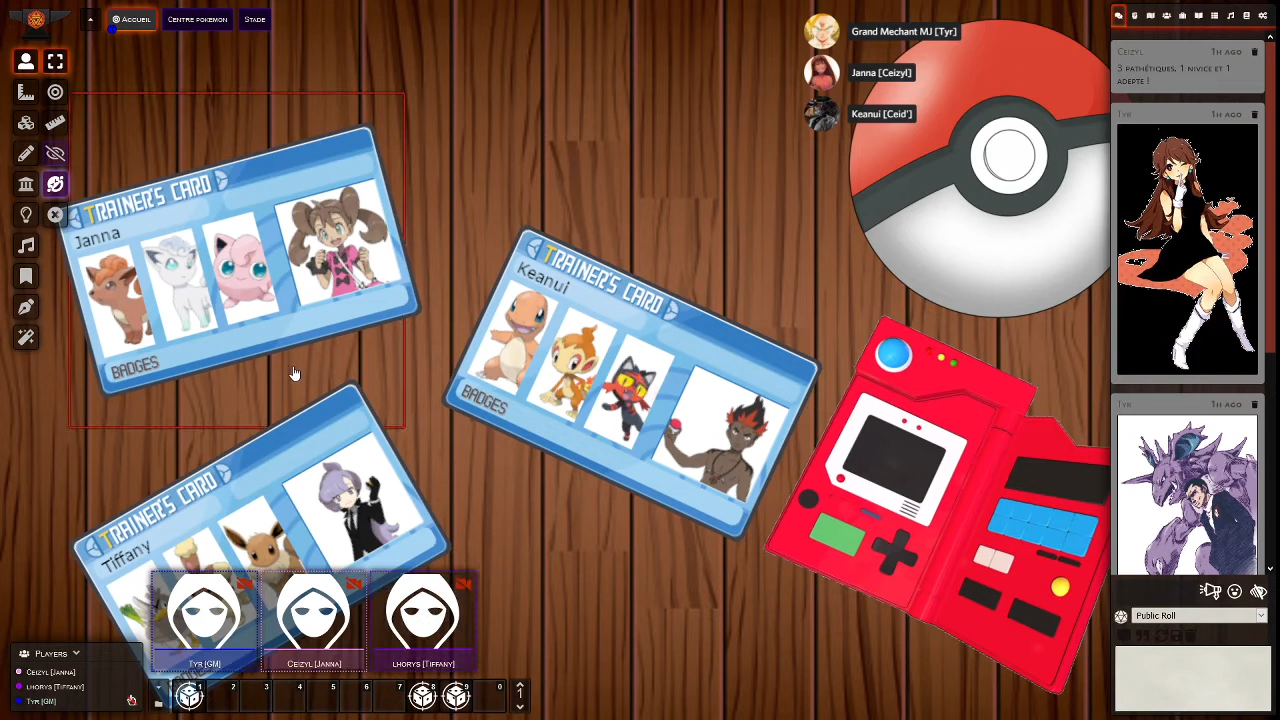 ACCUEIL
CENTRE POKEMON
STADE
Grand Mechant MJ [Tyr]
Janna [Ceizyl]
Keanui [Ceid']
CEIZYL 1H AGO
3 PATHÉTIQUES, 1 NIVICE ET 1
ADEPTE !
TYR 1H AGO
TYR 1H AGO
TRAINER'S CARD
Janna
BADGES
TRAINER'S CARD
Keanui
BADGES
TRAINER'S CARD
Tiffany
TYR [GM]
CEIZYL [JANNA]
LHORYS [TIFFANY]
PLAYERS
CEIZYL [JANNA]
LHORYS [TIFFANY]
TYR [GM]
1 2 3 4 5 6 7 8 9 0
1
Public Roll